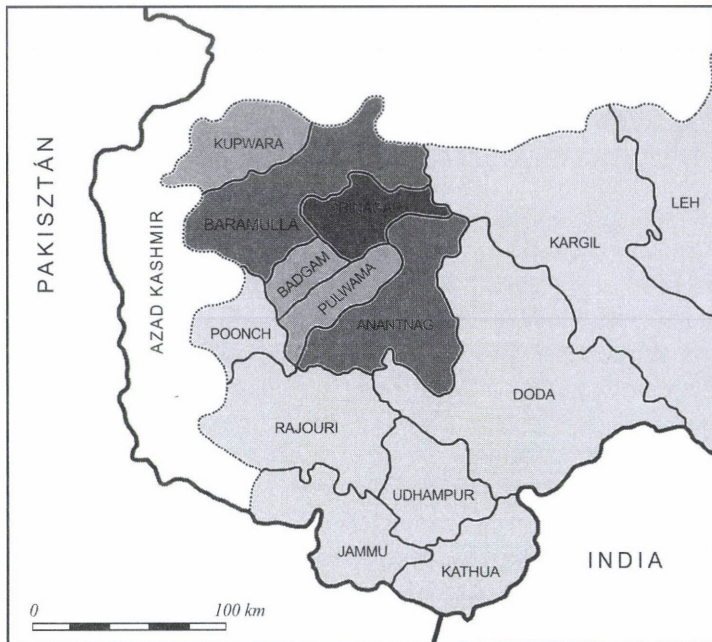 KUPWARA
LEH
BARAMULLA
SRINAGAR
KARGIL
PAKISZTÁN
AZAD KASHMIR
BADGAM
PULWAMA
ANANTNAG
POONCH
DODA
RAJOURI
UDHAMPUR
JAMMU
INDIA
KATHUA
0 100 km